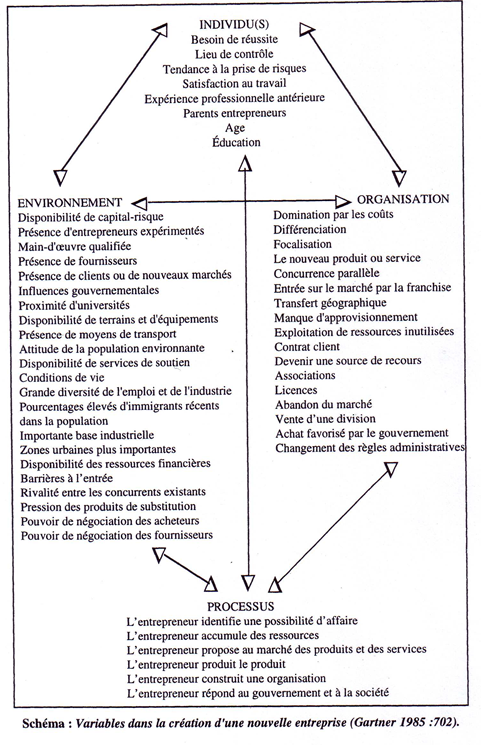 INDIVIDU(S)
Besoin de réussite
Lieu de contrôle
Tendance à la prise de risques
Satisfaction au travail
Expérience professionnelle antérieure
Parents entrepreneurs
Age
Éducation
ENVIRONNEMENT
Disponibilité de capital-risque
Présence d'entrepreneurs expérimentés
Main-d'œuvre qualifiée
Présence de fournisseurs
Présence de clients ou de nouveaux marchés
Influences gouvernementales
Proximité d'universités
Disponibilité de terrains et d'équipements
Présence de moyens de transport
Attitude de la population environnante
Disponibilité de services de soutien
Conditions de vie
Grande diversité de l'emploi et de l'industrie
Pourcentages élevés d'immigrants récents
dans la population
Importante base industrielle
Zones urbaines plus importantes
Disponibilité des ressources financières
Barrières à l'entrée
Rivalité entre les concurrents existants
Pression des produits de substitution
Pouvoir de négociation des acheteurs
Pouvoir de négociation des fournisseurs
ORGANISATION
Domination par les coûts
Différenciation
Focalisation
Le nouveau produit ou service
Concurrence parallèle
Entrée sur le marché par la franchise
Transfert géographique
Manque d'approvisionnement
Exploitation de ressources inutilisées
Contrat client
Devenir une source de recours
Associations
Licences
Abandon du marché
Vente d'une division
Achat favorisé par le gouvernement
Changement des règles administratives
PROCESSUS
L'entrepreneur identifie une possibilité d'affaire
L'entrepreneur accumule des ressources
L'entrepreneur propose au marché des produits et des services
L'entrepreneur produit le produit
L'entrepreneur construit une organisation
L'entrepreneur répond au gouvernement et à la société
Schéma : Variables dans la création d'une nouvelle entreprise (Gartner 1985 :702).